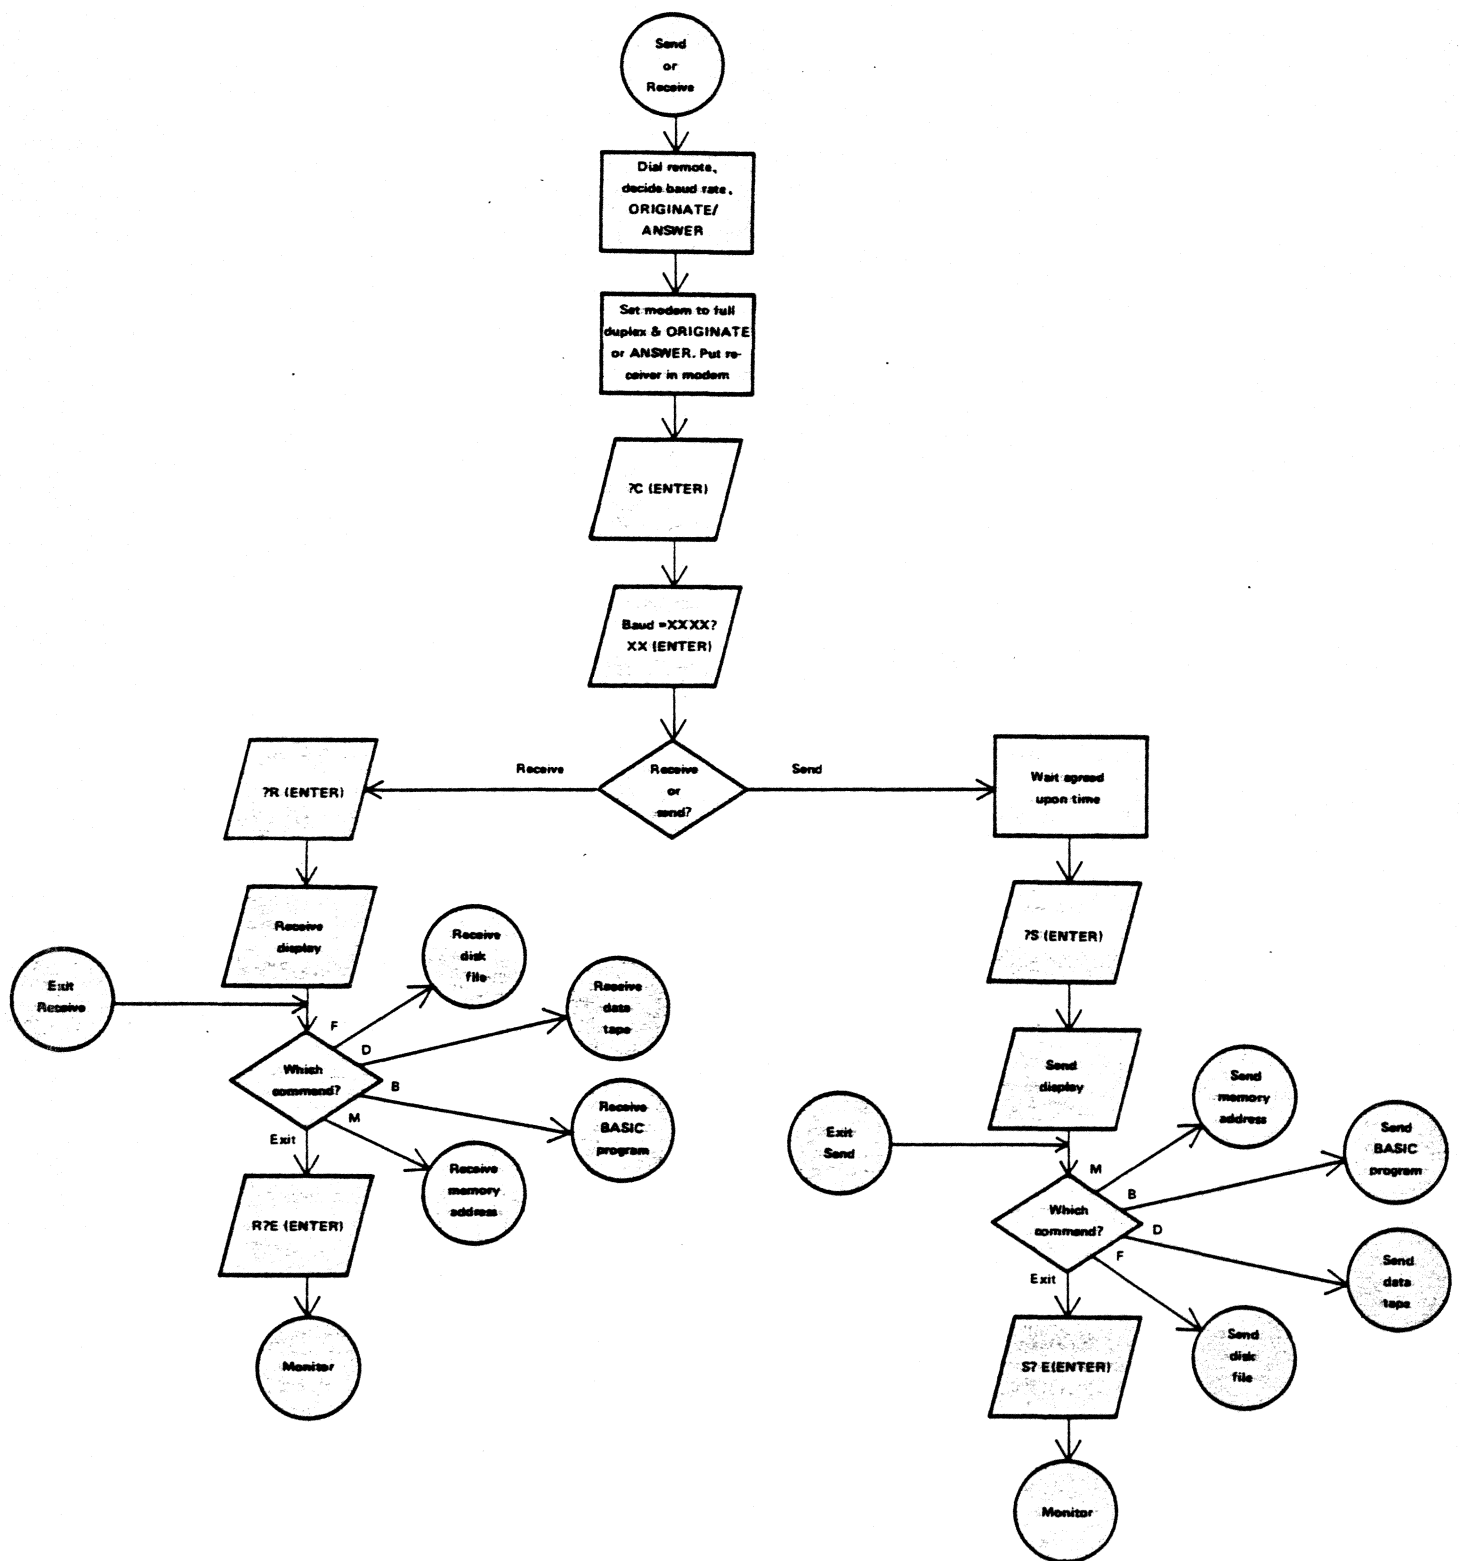 Send
or
Receive
Dial remote,
decide baud rate,
ORIGINATE/
ANSWER
Set modem to full
duplex & ORIGINATE
or ANSWER. Put re-
ceiver in modem
?C (ENTER)
Baud =XXXX?
XX (ENTER)
Receive
or
send?
Receive
?R (ENTER)
Receive
display
Exit
Receive
Which
command?
F
Receive
disk
file
D
Receive
data
tape
B
Receive
BASIC
program
M
Receive
memory
address
Exit
R?E (ENTER)
Monitor
Send
Wait agreed
upon time
?S (ENTER)
Send
display
Exit
Send
Which
command?
M
Send
memory
address
B
Send
BASIC
program
D
Send
data
tape
F
Send
disk
file
Exit
S? E(ENTER)
Monitor